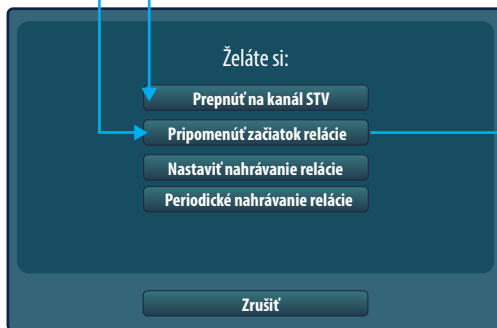 Želáte si:
Prepnúť na kanál STV
Pripomenúť začiatok relácie
Nastaviť nahrávanie relácie
Periodické nahrávanie relácie
Zrušiť